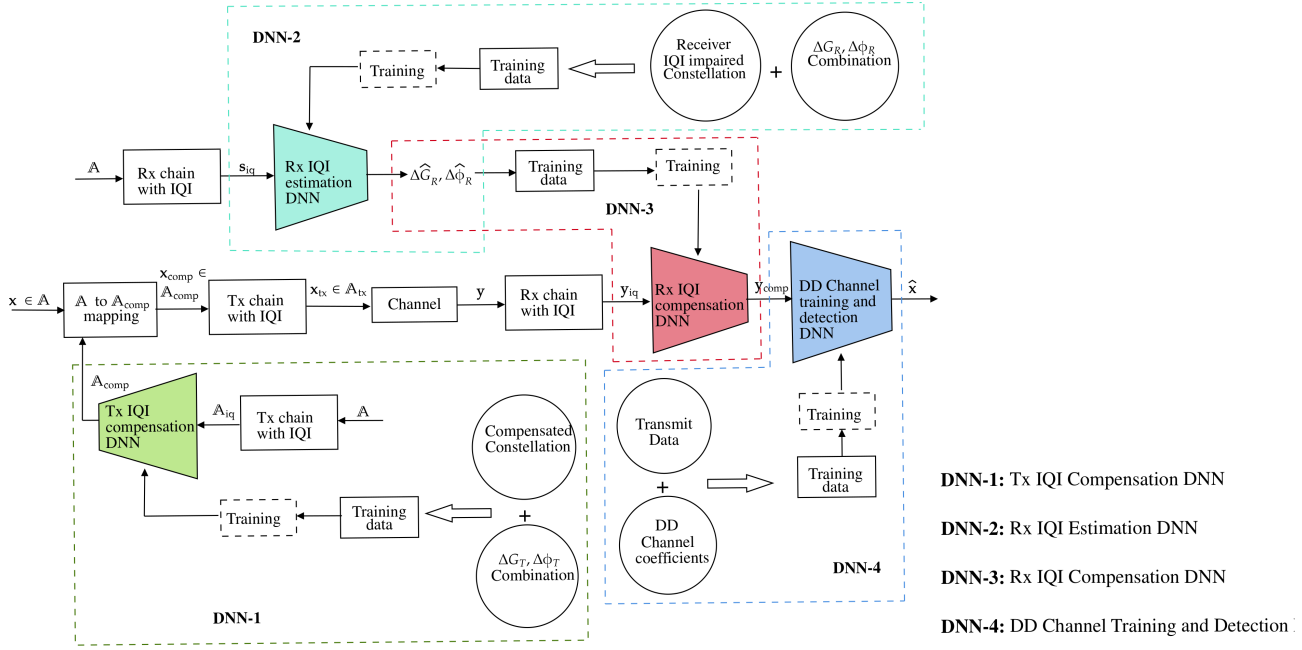 DNN-2
Receiver
IQI impaired
Constellation
+
ΔG_R, Δϕ_R
Combination
Training
data
Training
𝔸
Rx chain
with IQI
s_iq
Rx IQI
estimation
DNN
ΔĜ_R, Δϕ̂_R
Training
data
Training
DNN-3
x ∈ 𝔸
𝔸 to 𝔸_comp
mapping
x_comp ∈
𝔸_comp
Tx chain
with IQI
x_tx ∈ 𝔸_tx
Channel
y
Rx chain
with IQI
y_iq
Rx IQI
compensation
DNN
y_comp
DD Channel
training and
detection
DNN
x̂
𝔸_comp
Tx IQI
compensation
DNN
𝔸_iq
Tx chain
with IQI
𝔸
Compensated
Constellation
+
ΔG_T, Δϕ_T
Combination
Training
data
Training
DNN-1
Transmit
Data
+
DD
Channel
coefficients
Training
Training
data
DNN-4
DNN-1: Tx IQI Compensation DNN
DNN-2: Rx IQI Estimation DNN
DNN-3: Rx IQI Compensation DNN
DNN-4: DD Channel Training and Detection